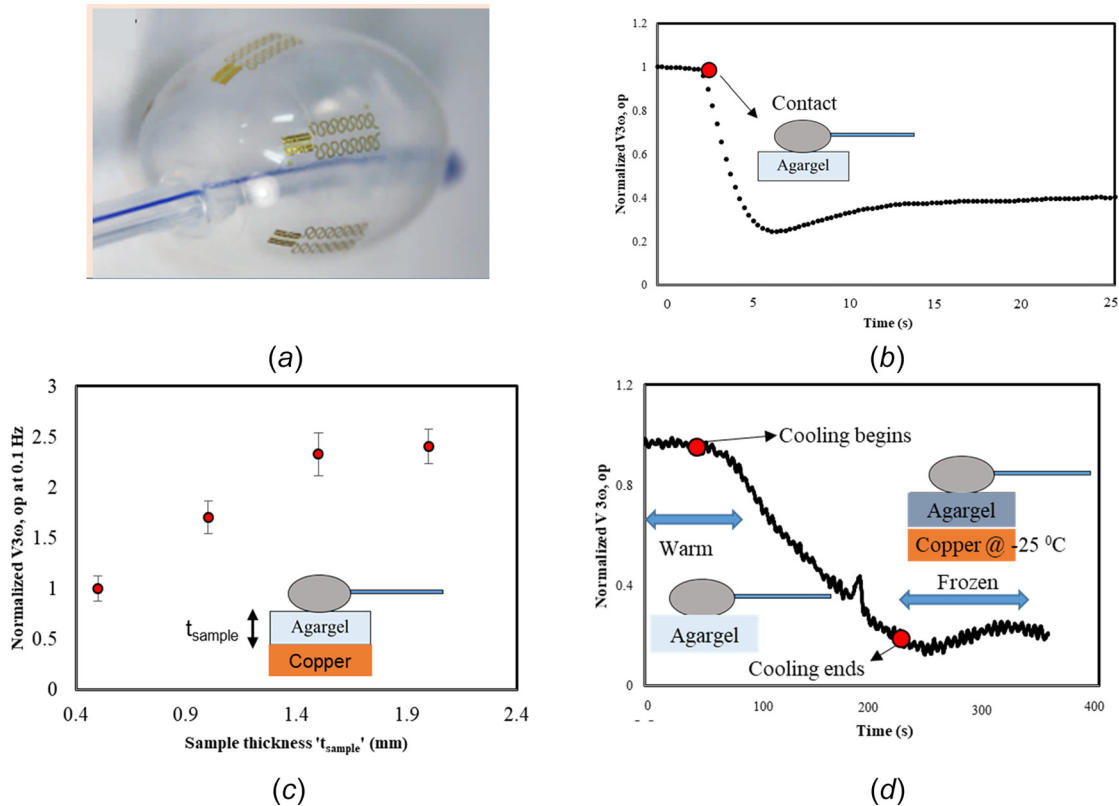 Normalized V3ω, op
1.2
1
0.8
0.6
0.4
0.2
0
Contact
Agargel
0 5 10 15 20 25
Time (s)
(a)
(b)
Normalized V3ω, op at 0.1 Hz
3
2.5
2
1.5
1
0.5
0
tsample
Agargel
Copper
0.4 0.9 1.4 1.9 2.4
Sample thickness 'tsample' (mm)
(c)
Normalized V 3ω, op
1.2
0.8
0.4
0
Cooling begins
Warm
Agargel
Agargel
Copper @ -25 ⁰C
Frozen
Cooling ends
0 100 200 300 400
Time (s)
(d)